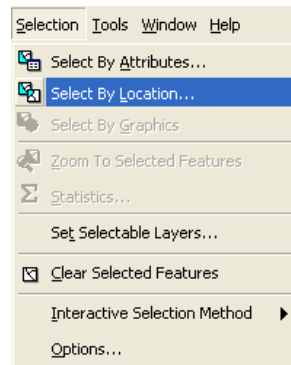 Selection Tools Window Help
Select By Attributes...
Select By Location...
Select By Graphics
Zoom To Selected Features
Statistics...
Set Selectable Layers...
Clear Selected Features
Interactive Selection Method
Options...